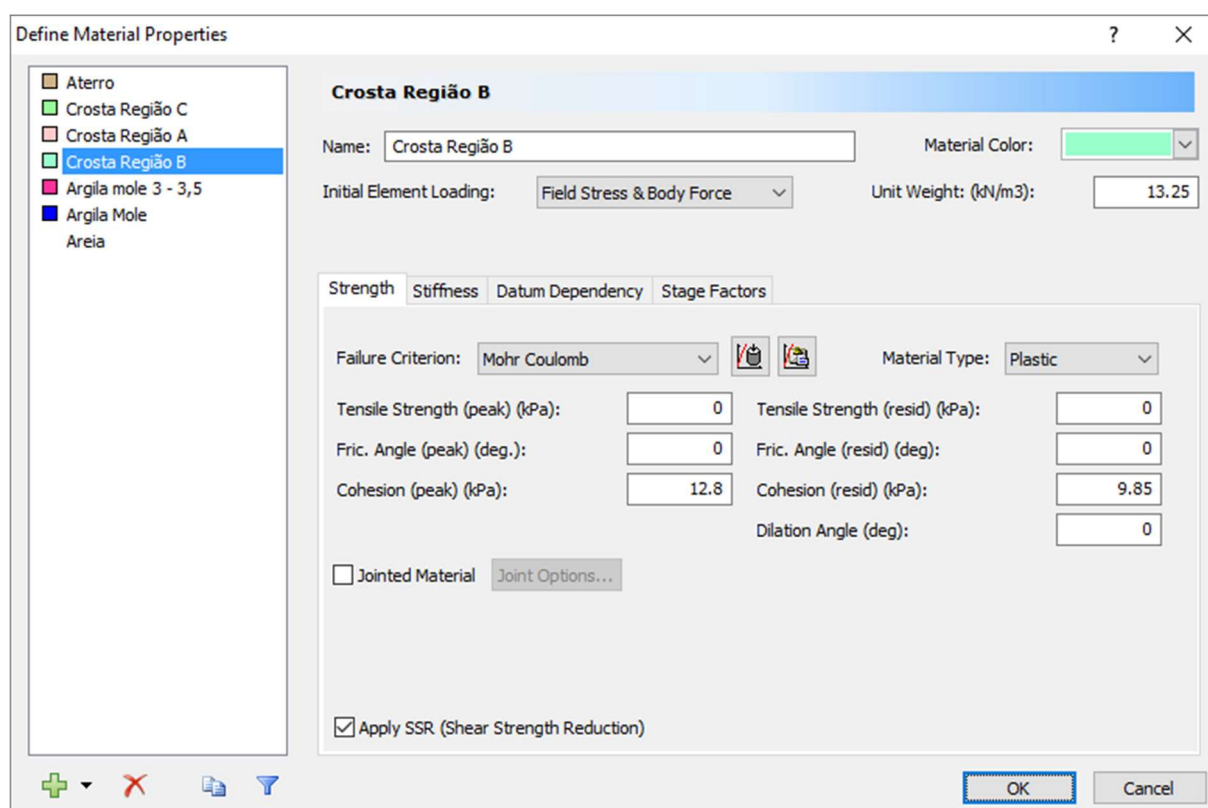 Define Material Properties ? ×
Aterro
Crosta Região C
Crosta Região A
Crosta Região B
Argila mole 3 - 3,5
Argila Mole
Areia
Crosta Região B
Name: Crosta Região B Material Color:
Initial Element Loading: Field Stress & Body Force Unit Weight: (kN/m3): 13.25
Strength Stiffness Datum Dependency Stage Factors
Failure Criterion: Mohr Coulomb Material Type: Plastic
Tensile Strength (peak) (kPa): 0 Tensile Strength (resid) (kPa): 0
Fric. Angle (peak) (deg.): 0 Fric. Angle (resid) (deg): 0
Cohesion (peak) (kPa): 12.8 Cohesion (resid) (kPa): 9.85
Dilation Angle (deg): 0
Jointed Material Joint Options...
Apply SSR (Shear Strength Reduction)
OK Cancel